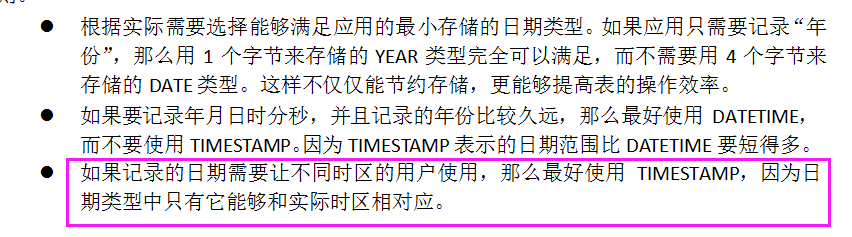 ● 根据实际需要选择能够满足应用的最小存储的日期类型。如果应用只需要记录“年
份”，那么用 1 个字节来存储的 YEAR 类型完全可以满足，而不需要用 4 个字节来
存储的 DATE 类型。这样不仅仅能节约存储，更能够提高表的操作效率。
● 如果要记录年月日时分秒，并且记录的年份比较久远，那么最好使用 DATETIME，
而不要使用 TIMESTAMP。因为 TIMESTAMP 表示的日期范围比 DATETIME 要短得多。
● 如果记录的日期需要让不同时区的用户使用，那么最好使用 TIMESTAMP，因为日
期类型中只有它能够和实际时区相对应。